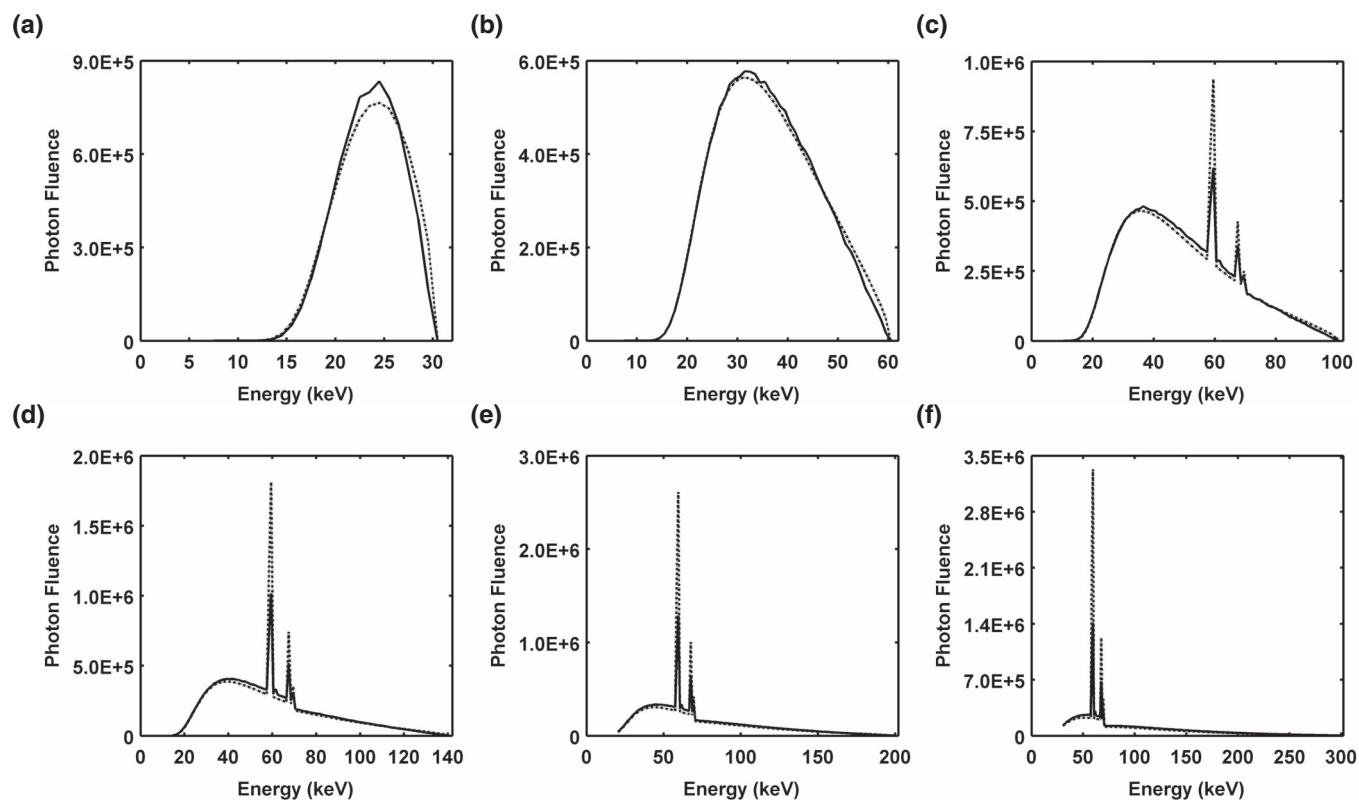 (a)
9.0E+5
6.0E+5
3.0E+5
0
0 5 10 15 20 25 30
Photon Fluence
Energy (keV)
(b)
6.0E+5
4.0E+5
2.0E+5
0
0 10 20 30 40 50 60
Photon Fluence
Energy (keV)
(c)
1.0E+6
7.5E+5
5.0E+5
2.5E+5
0
0 20 40 60 80 100
Photon Fluence
Energy (keV)
(d)
2.0E+6
1.5E+6
1.0E+6
5.0E+5
0
0 20 40 60 80 100 120 140
Photon Fluence
Energy (keV)
(e)
3.0E+6
2.0E+6
1.0E+6
0
0 50 100 150 200
Photon Fluence
Energy (keV)
(f)
3.5E+6
2.8E+6
2.1E+6
1.4E+6
7.0E+5
0
0 50 100 150 200 250 300
Photon Fluence
Energy (keV)